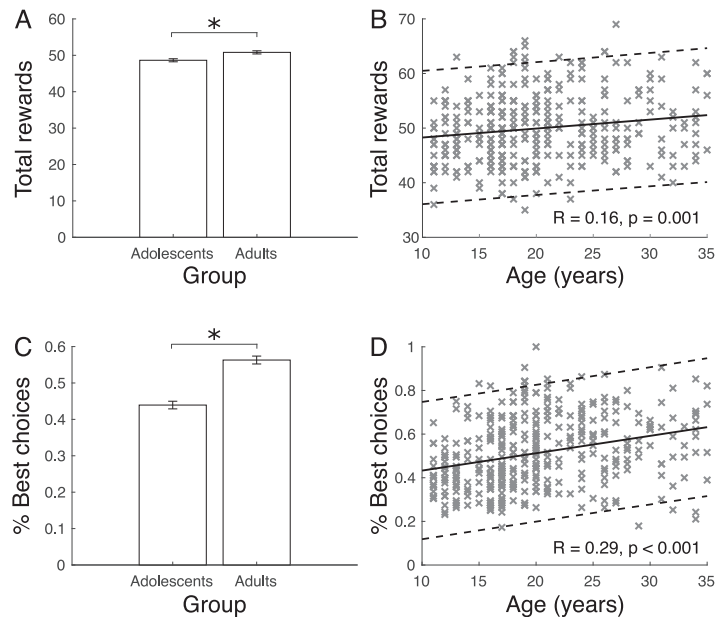 A
Total rewards
60
50
40
30
20
10
0
*
Adolescents Adults
Group
B
Total rewards
70
60
50
40
30
R = 0.16, p = 0.001
10 15 20 25 30 35
Age (years)
C
% Best choices
0.6
0.5
0.4
0.3
0.2
0.1
0
*
Adolescents Adults
Group
D
% Best choices
1
0.8
0.6
0.4
0.2
0
R = 0.29, p < 0.001
10 15 20 25 30 35
Age (years)